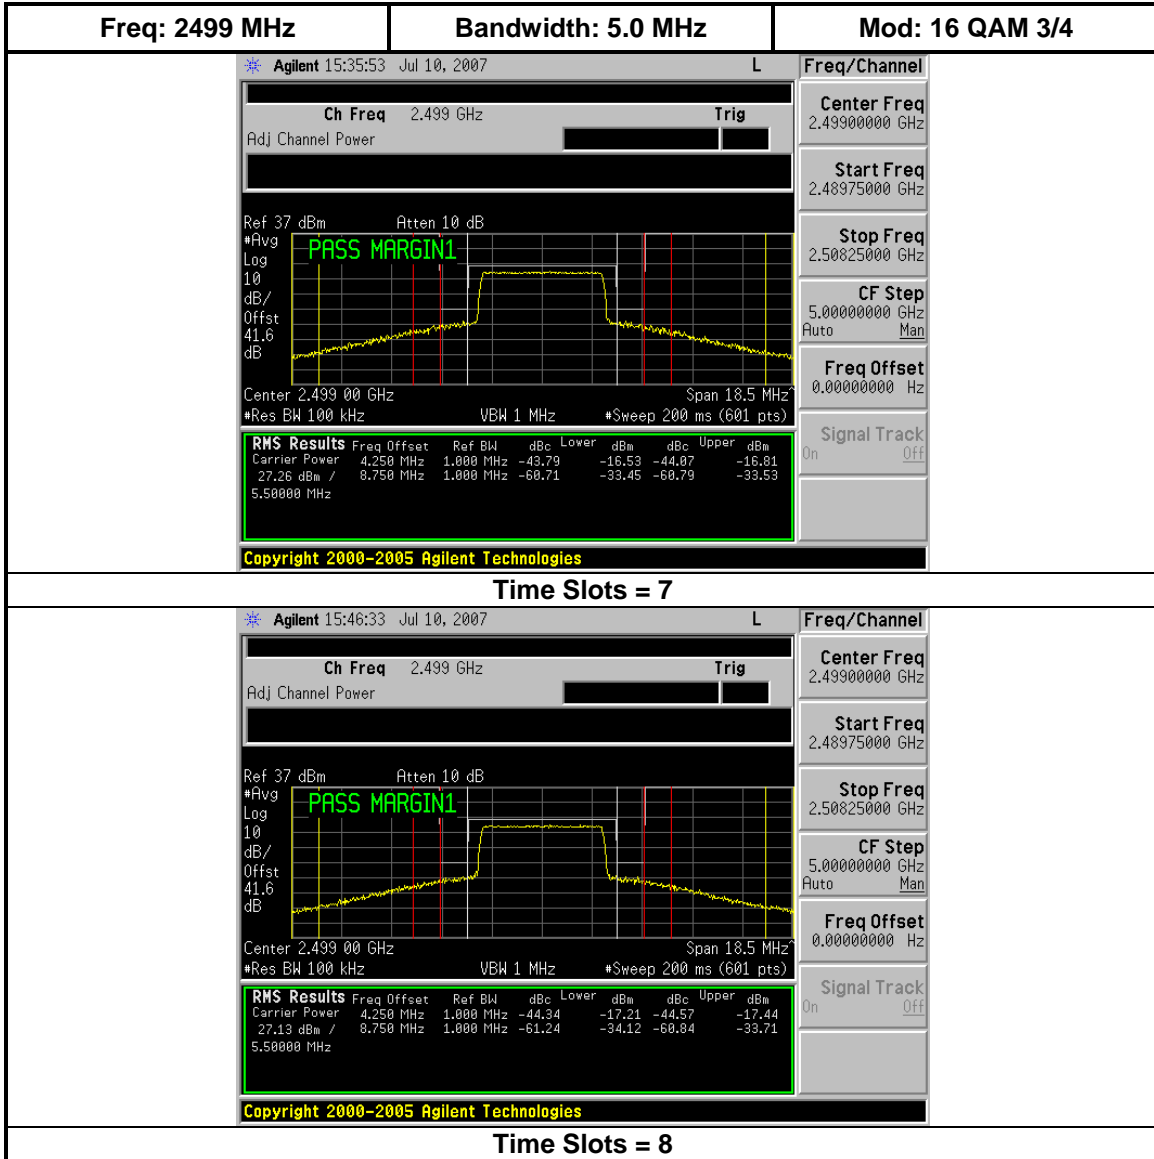 Freq: 2499 MHz Bandwidth: 5.0 MHz Mod: 16 QAM 3/4
Agilent 15:35:53 Jul 10, 2007 L Freq/Channel
Ch Freq 2.499 GHz Trig
Adj Channel Power
Center Freq
2.49900000 GHz
Start Freq
2.48975000 GHz
Stop Freq
2.50825000 GHz
CF Step
5.00000000 GHz
Auto Man
Freq Offset
0.00000000 Hz
Signal Track
On Off
Ref 37 dBm Atten 10 dB
#Avg
Log
10
dB/
Offst
41.6
dB
PASS MARGIN1
Center 2.499 00 GHz Span 18.5 MHz^
#Res BW 100 kHz VBW 1 MHz #Sweep 200 ms (601 pts)
RMS Results Freq Offset Ref BW dBc Lower dBm dBc Upper dBm
Carrier Power 4.250 MHz 1.000 MHz -43.79 -16.53 -44.07 -16.81
27.26 dBm / 8.750 MHz 1.000 MHz -60.71 -33.45 -60.79 -33.53
5.50000 MHz
Copyright 2000-2005 Agilent Technologies
Time Slots = 7
Agilent 15:46:33 Jul 10, 2007 L Freq/Channel
Ch Freq 2.499 GHz Trig
Adj Channel Power
Center Freq
2.49900000 GHz
Start Freq
2.48975000 GHz
Stop Freq
2.50825000 GHz
CF Step
5.00000000 GHz
Auto Man
Freq Offset
0.00000000 Hz
Signal Track
On Off
Ref 37 dBm Atten 10 dB
#Avg
Log
10
dB/
Offst
41.6
dB
PASS MARGIN1
Center 2.499 00 GHz Span 18.5 MHz^
#Res BW 100 kHz VBW 1 MHz #Sweep 200 ms (601 pts)
RMS Results Freq Offset Ref BW dBc Lower dBm dBc Upper dBm
Carrier Power 4.250 MHz 1.000 MHz -44.34 -17.21 -44.57 -17.44
27.13 dBm / 8.750 MHz 1.000 MHz -61.24 -34.12 -60.84 -33.71
5.50000 MHz
Copyright 2000-2005 Agilent Technologies
Time Slots = 8